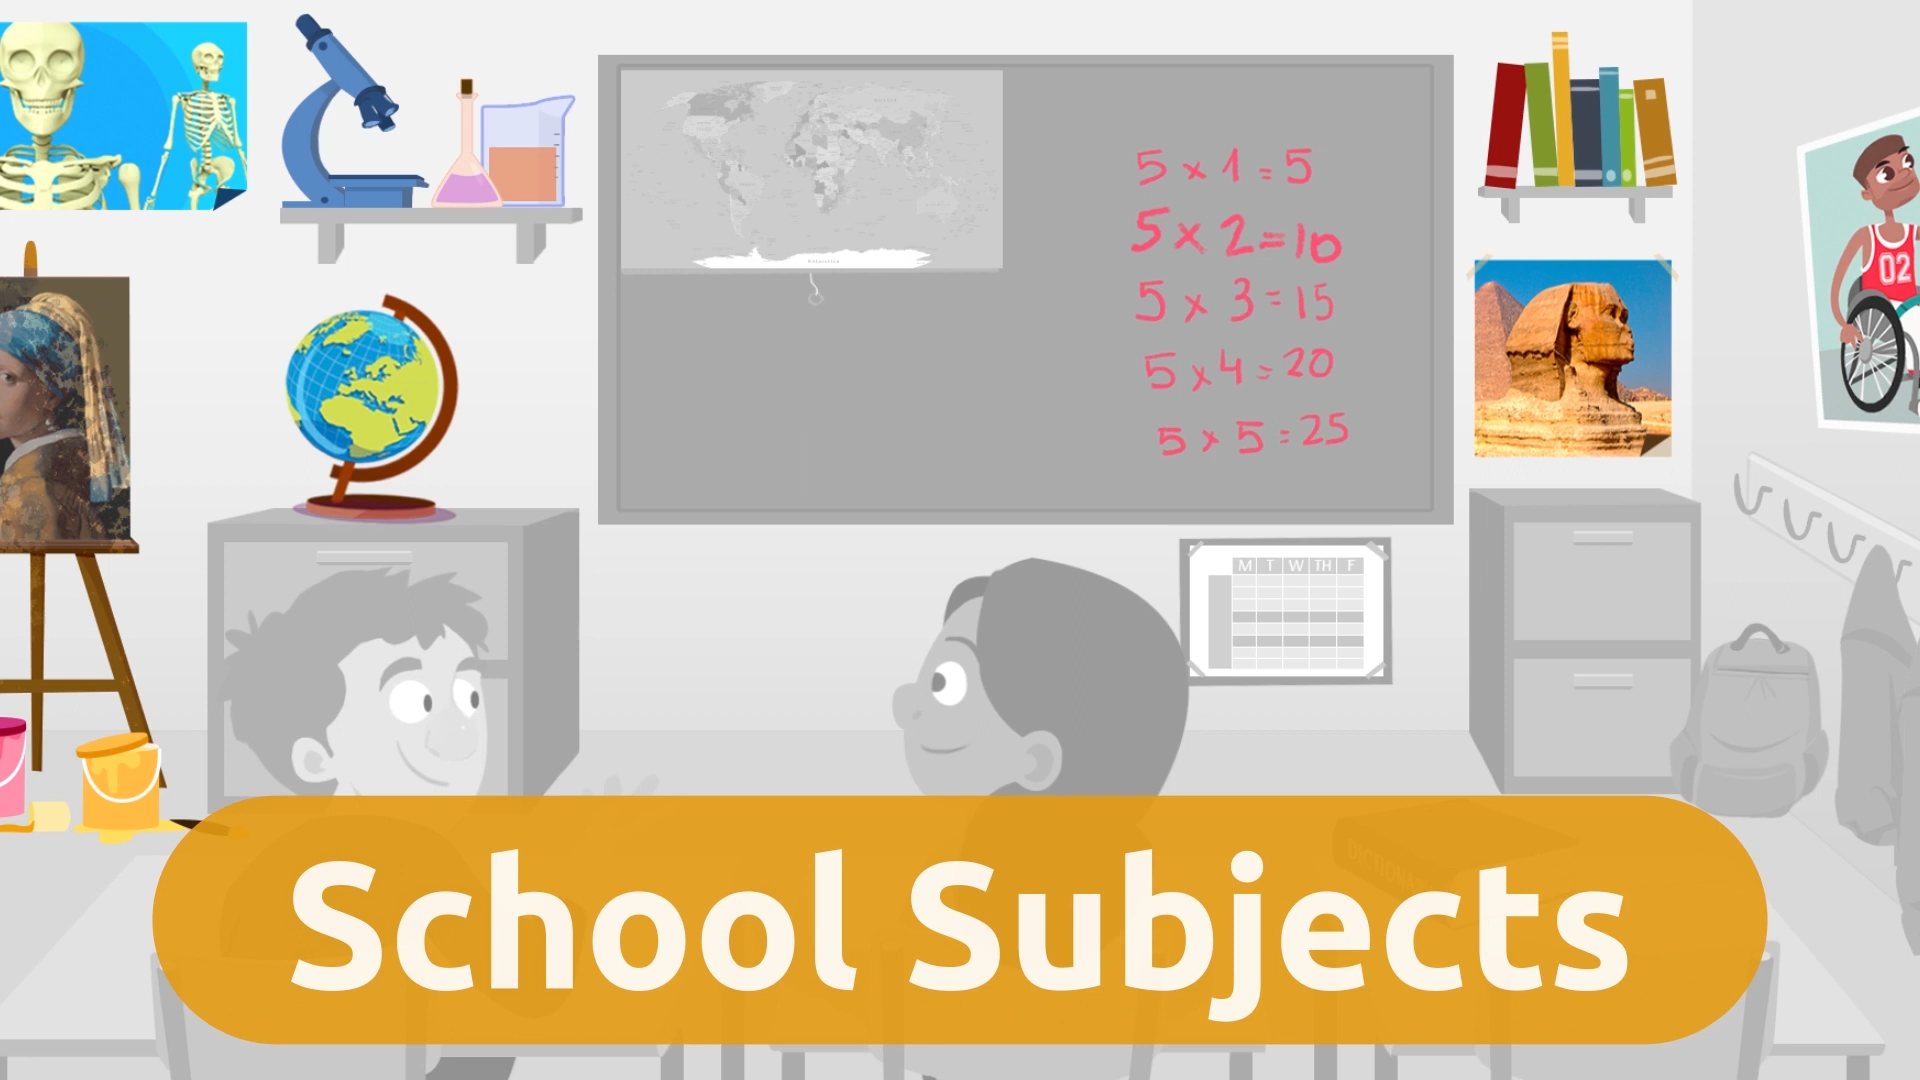 5 x 1 = 5
5 x 2 = 10
5 x 3 = 15
5 x 4 = 20
5 x 5 = 25
02
M T W TH F
School Subjects